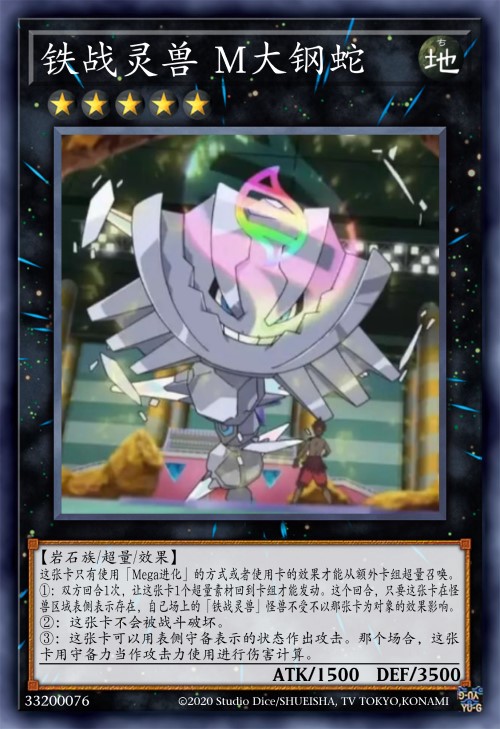 铁战灵兽 M大钢蛇
地
【岩石族/超量/效果】
这张卡只有使用「Mega进化」的方式或者使用卡的效果才能从额外卡组超量召唤。
①：双方回合1次，让这张卡1个超量素材回到卡组才能发动。这个回合，只要这张卡在怪
兽区域表侧表示存在，自己场上的「铁战灵兽」怪兽不受不以那张卡为对象的效果影响。
②：这张卡不会被战斗破坏。
③：这张卡可以用表侧守备表示的状态作出攻击。那个场合，这张
卡用守备力当作攻击力使用进行伤害计算。
ATK/1500 DEF/3500
33200076 ©2020 Studio Dice/SHUEISHA, TV TOKYO,KONAMI